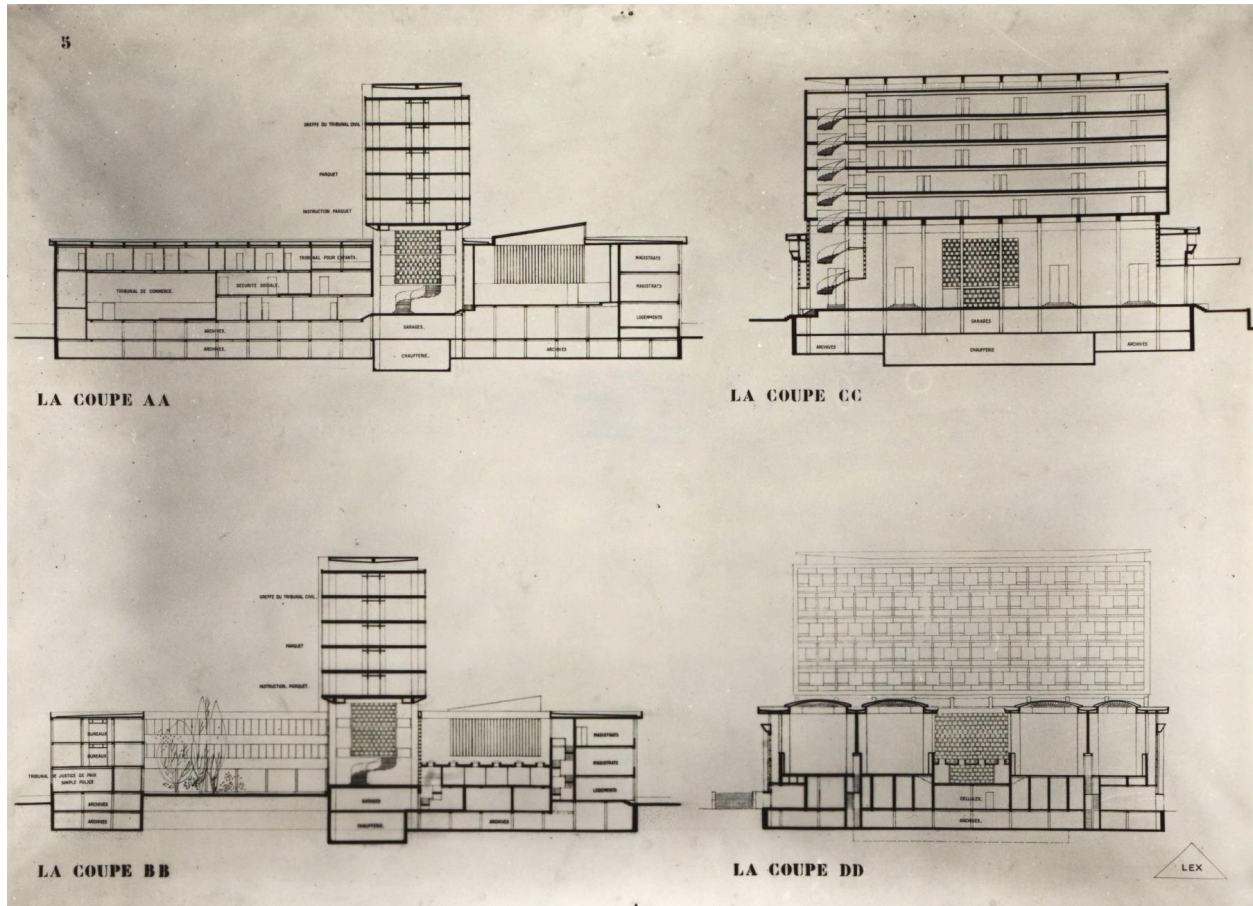 5
GREFFE DU TRIBUNAL CIVIL
PARQUET
INSTRUCTION PARQUET
TRIBUNAL POUR ENFANTS.
MAGISTRATS
TRIBUNAL DE COMMERCE.
SECURITE SOCIALE.
MAGISTRATS
LOGEMENTS
GARAGES.
ARCHIVES.
ARCHIVES.
CHAUFFERIE.
ARCHIVES
LA COUPE AA
GARAGES
ARCHIVES
CHAUFFERIE
ARCHIVES
LA COUPE CC
GREFFE DU TRIBUNAL CIVIL.
PARQUET
INSTRUCTION. PARQUET.
BUREAUX
MAGISTRATS
BUREAUX
MAGISTRATS
TRIBUNAL DE JUSTICE DE PAIX
SIMPLE POLICE
LOGEMENTS
ARCHIVES
GARAGES
ARCHIVES
CHAUFFERIE
ARCHIVES
LA COUPE BB
CELLULES.
ARCHIVES.
LA COUPE DD
LEX